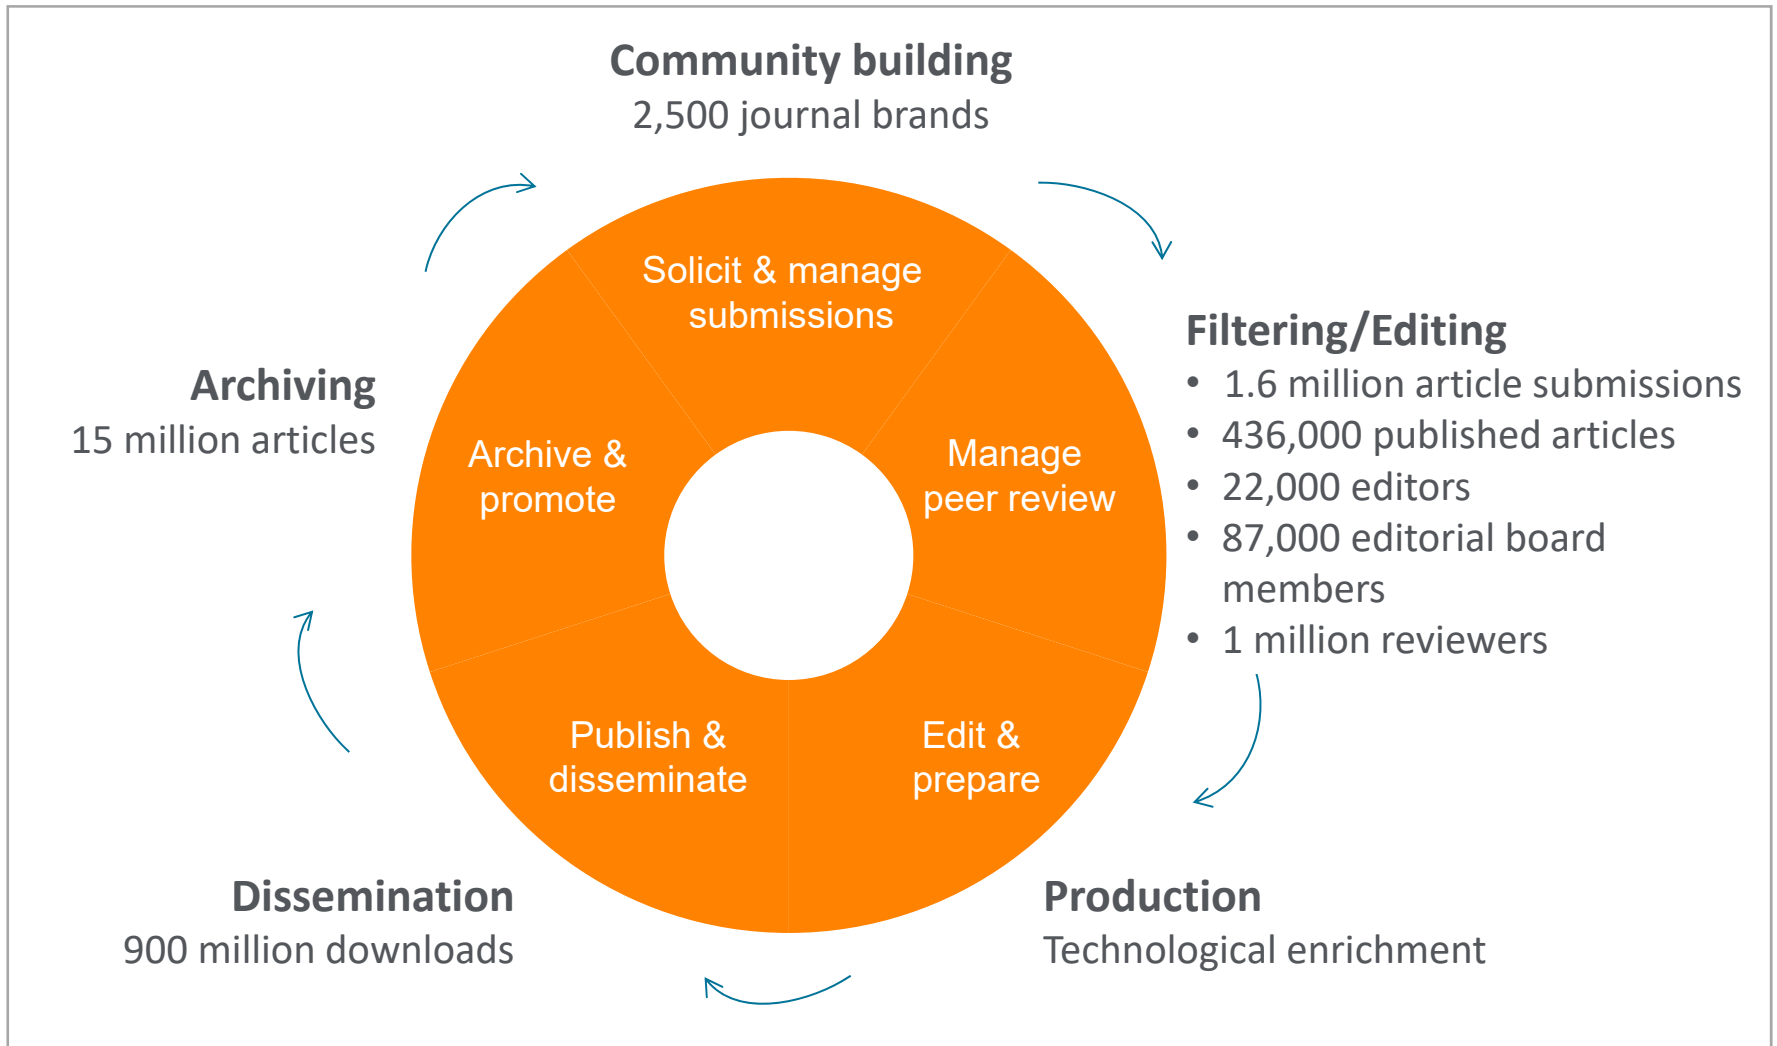 Community building
2,500 journal brands
Solicit & manage
submissions
Filtering/Editing
• 1.6 million article submissions
• 436,000 published articles
• 22,000 editors
• 87,000 editorial board
members
• 1 million reviewers
Manage
peer review
Edit &
prepare
Production
Technological enrichment
Publish &
disseminate
Dissemination
900 million downloads
Archive &
promote
Archiving
15 million articles